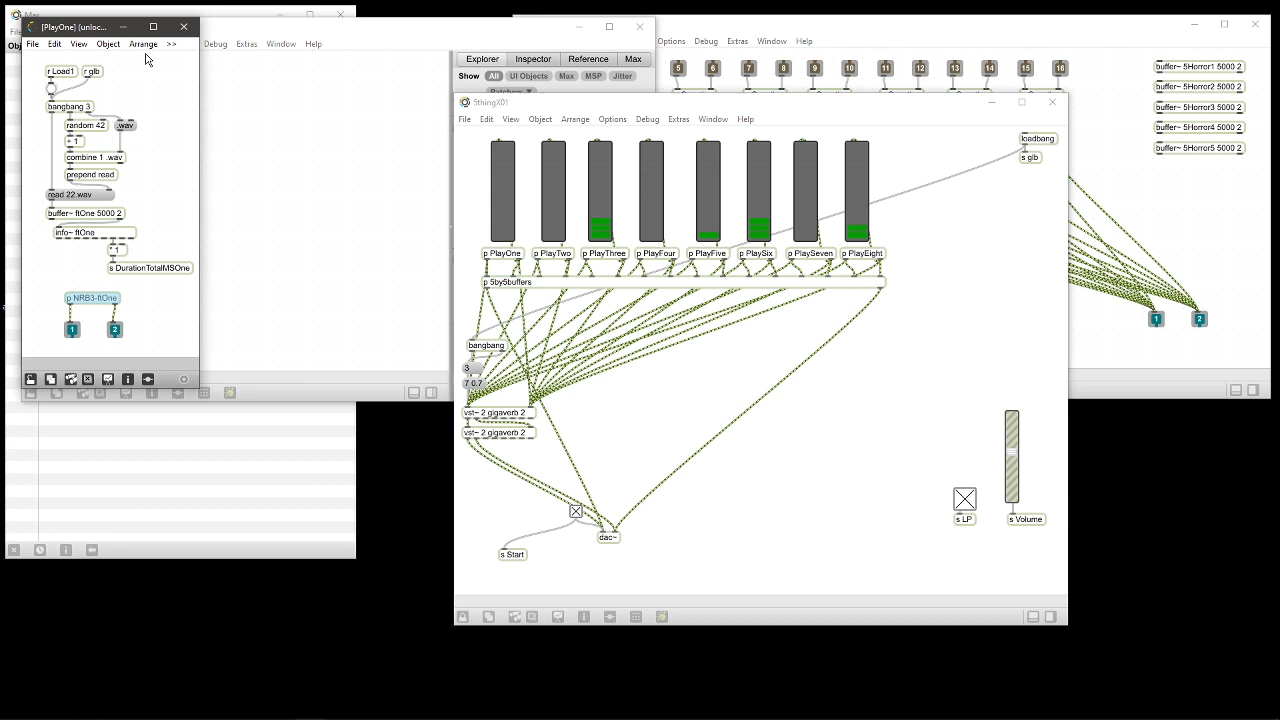 Max
[PlayOne] (unloc...
File Edit View Object Arrange >>
r Load1 r glb
bangbang 3
random 42 .wav
+ 1
combine 1 .wav
prepend read
read 22.wav
buffer~ ftOne 5000 2
info~ ftOne
* 1
s DurationTotalMSOne
p NRB3-ftOne
1 2
Debug Extras Window Help
Explorer Inspector Reference Max
Show All UI Objects Max MSP Jitter
Patchers ▼
Options Debug Extras Window Help
5 6 7 8 9 10 11 12 13 14 15 16
buffer~ 5Horror1 5000 2
buffer~ 5Horror2 5000 2
buffer~ 5Horror3 5000 2
buffer~ 5Horror4 5000 2
buffer~ 5Horror5 5000 2
1 2
5thingX01
File Edit View Object Arrange Options Debug Extras Window Help
loadbang
s glb
p PlayOne p PlayTwo p PlayThree p PlayFour p PlayFive p PlaySix p PlaySeven p PlayEight
p 5by5buffers
bangbang
3
7 0.7
vst~ 2 gigaverb 2
vst~ 2 gigaverb 2
dac~
s Start
s LP
s Volume